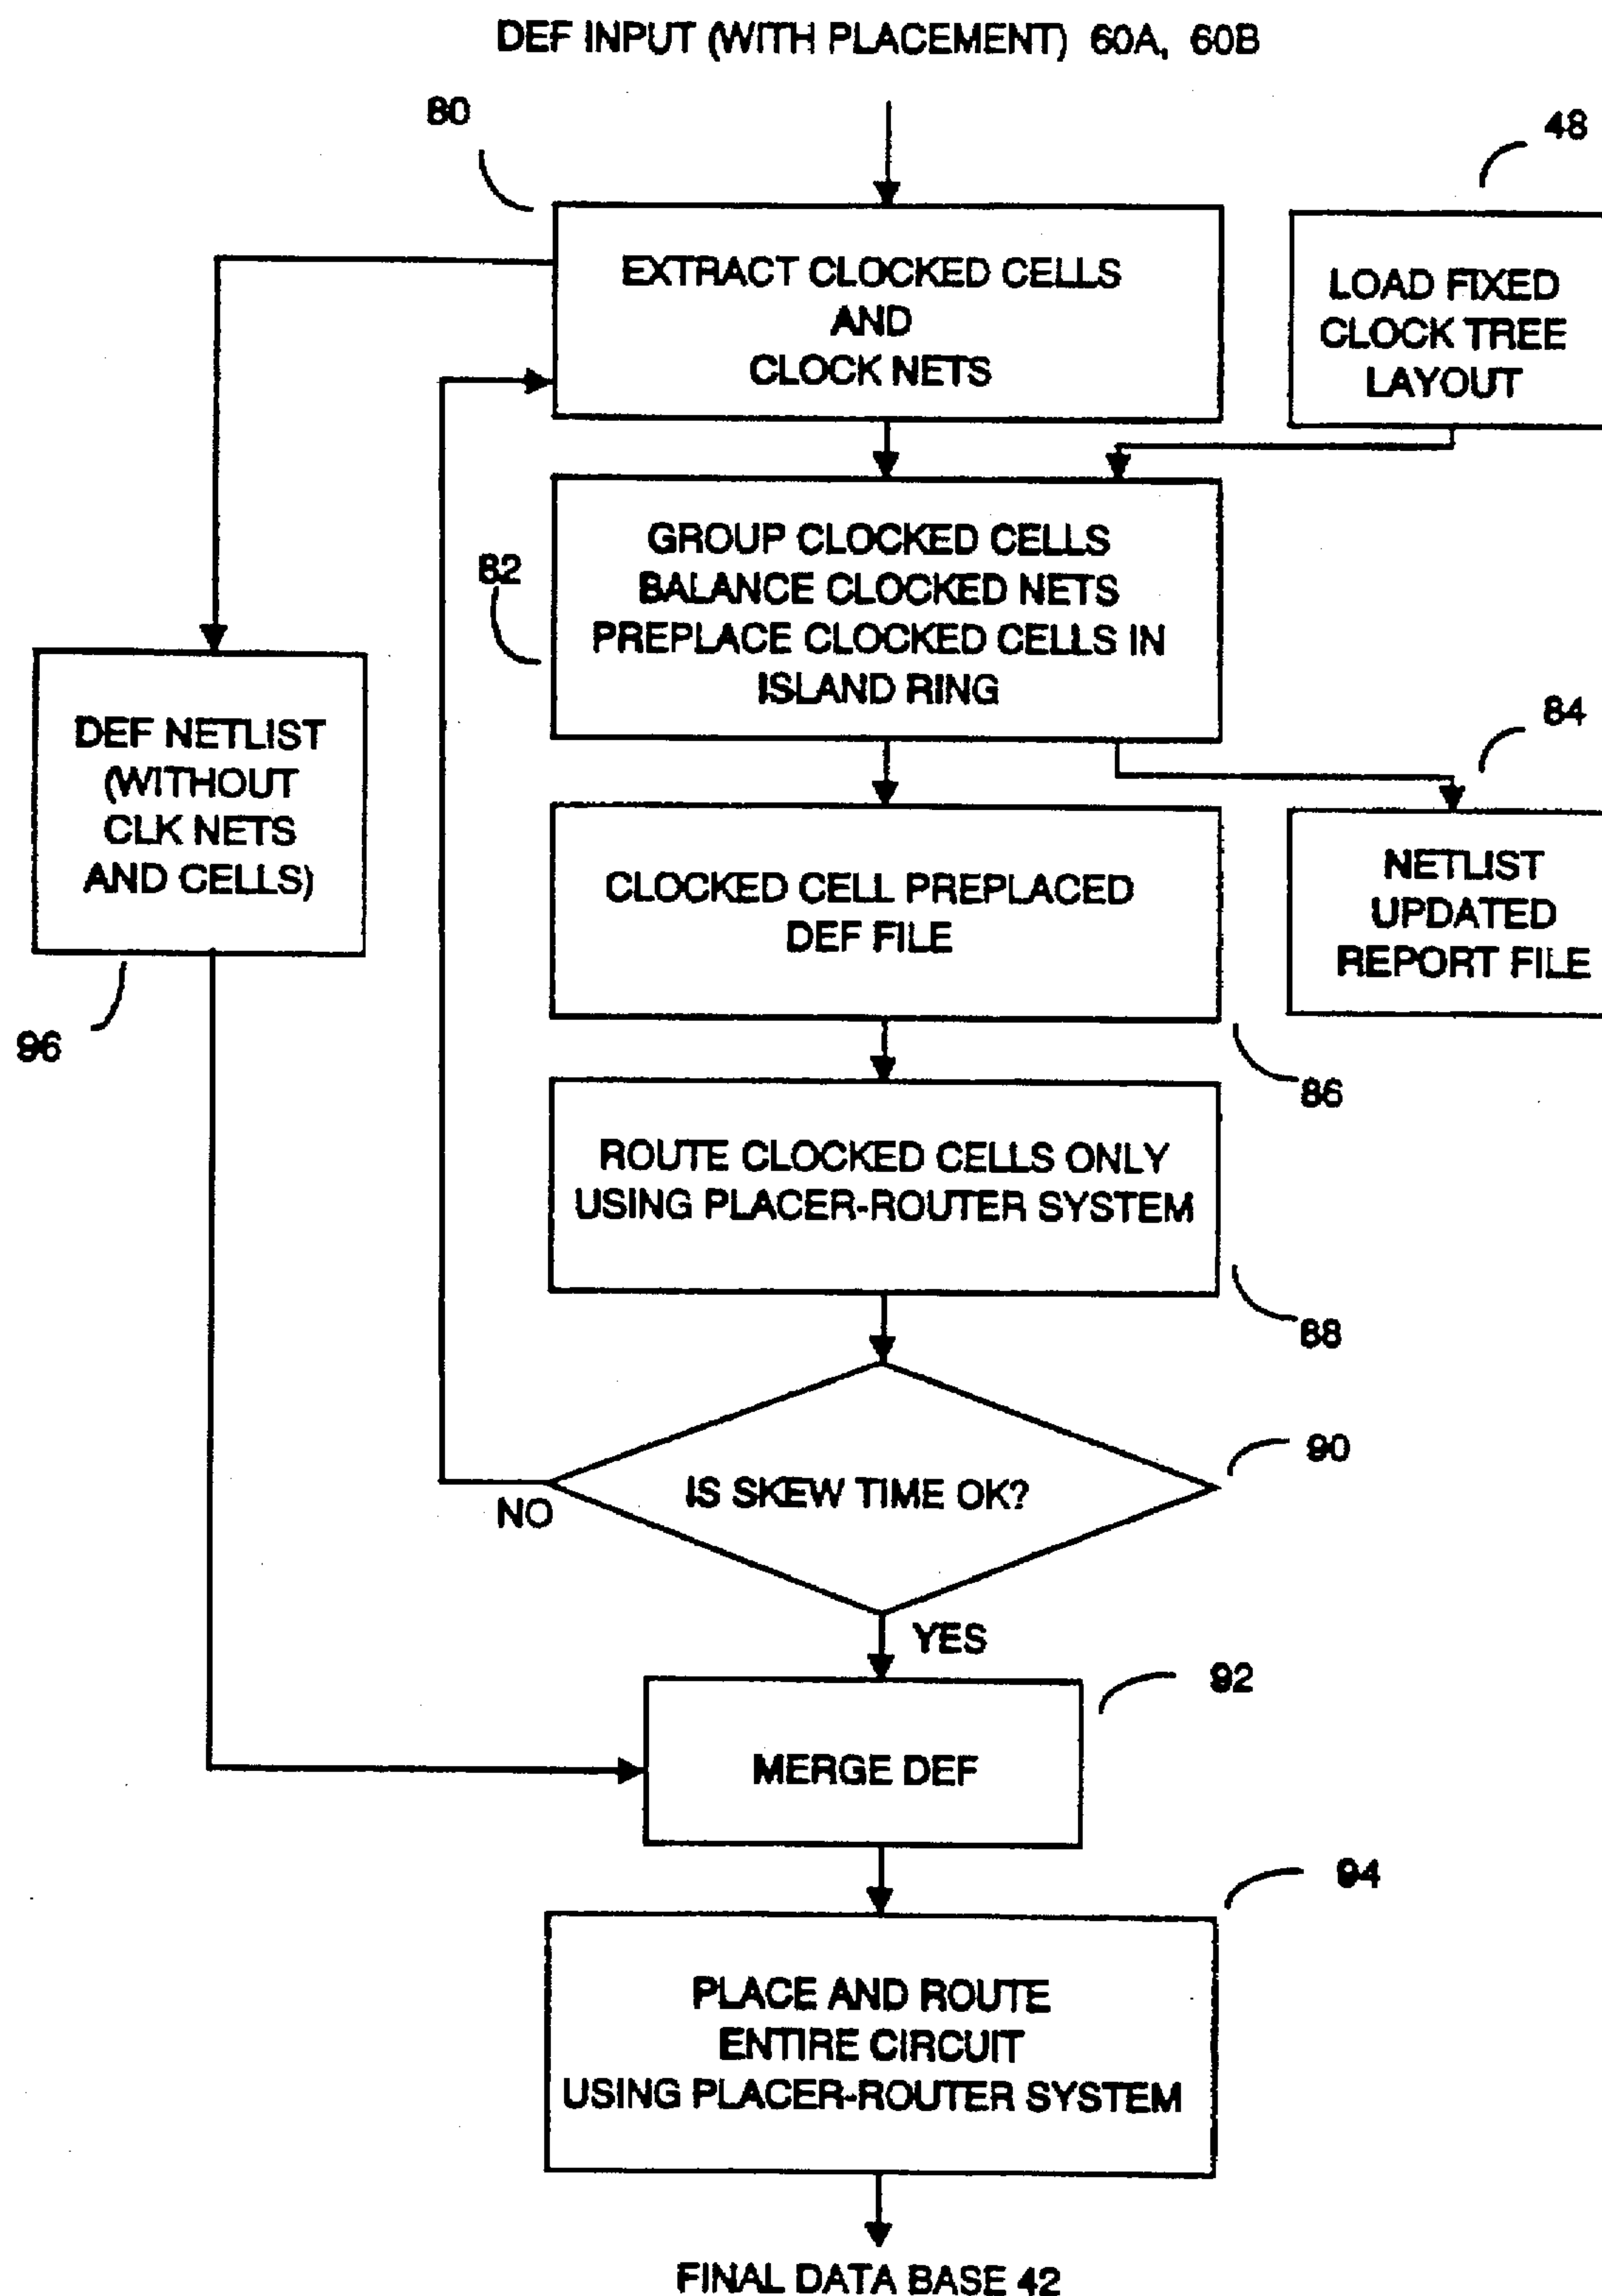 DEF INPUT (WITH PLACEMENT) 60A, 60B
80
48
EXTRACT CLOCKED CELLS
AND
CLOCK NETS
LOAD FIXED
CLOCK TREE
LAYOUT
82
GROUP CLOCKED CELLS
BALANCE CLOCKED NETS
PREPLACE CLOCKED CELLS IN
ISLAND RING
84
DEF NETLIST
(WITHOUT
CLK NETS
AND CELLS)
96
CLOCKED CELL PREPLACED
DEF FILE
86
NETLIST
UPDATED
REPORT FILE
ROUTE CLOCKED CELLS ONLY
USING PLACER-ROUTER SYSTEM
88
IS SKEW TIME OK?
90
NO
YES
92
MERGE DEF
94
PLACE AND ROUTE
ENTIRE CIRCUIT
USING PLACER-ROUTER SYSTEM
FINAL DATA BASE 42